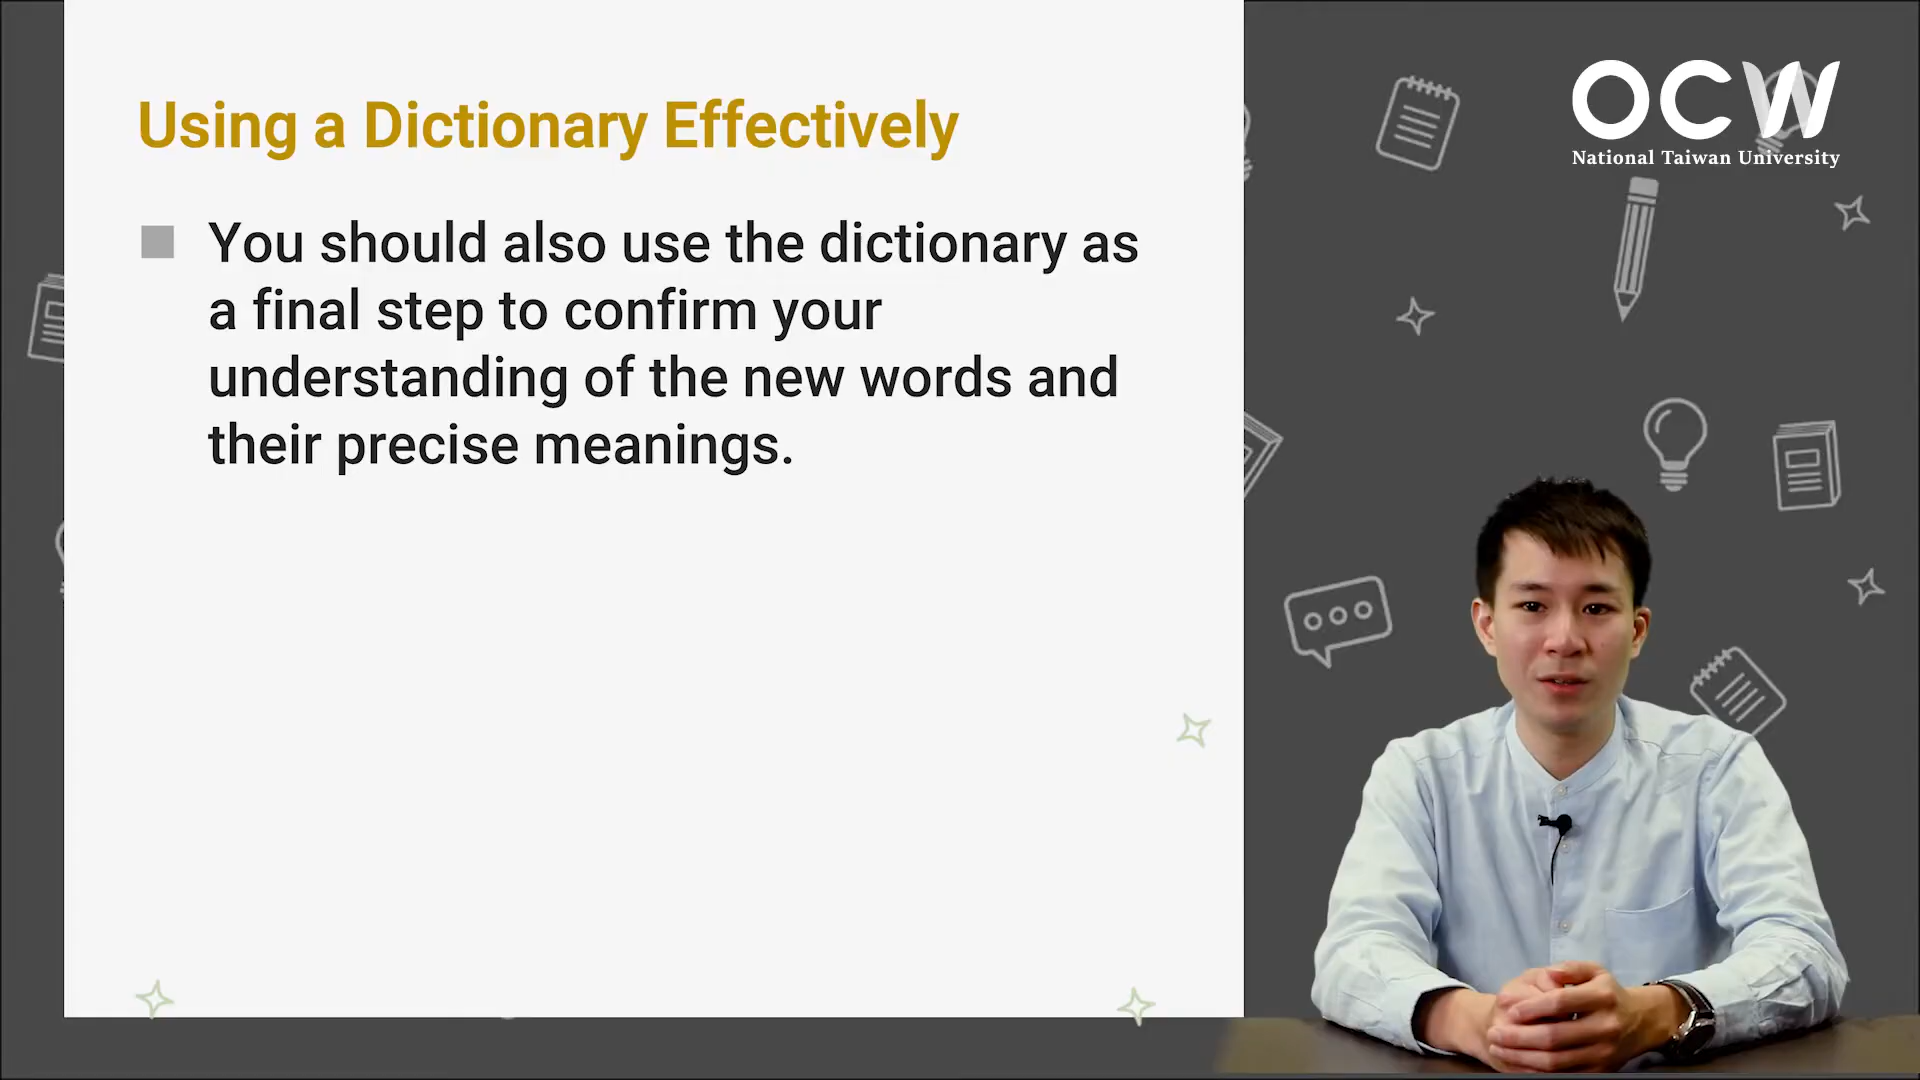 Using a Dictionary Effectively
You should also use the dictionary as
a final step to confirm your
understanding of the new words and
their precise meanings.
OCW
National Taiwan University